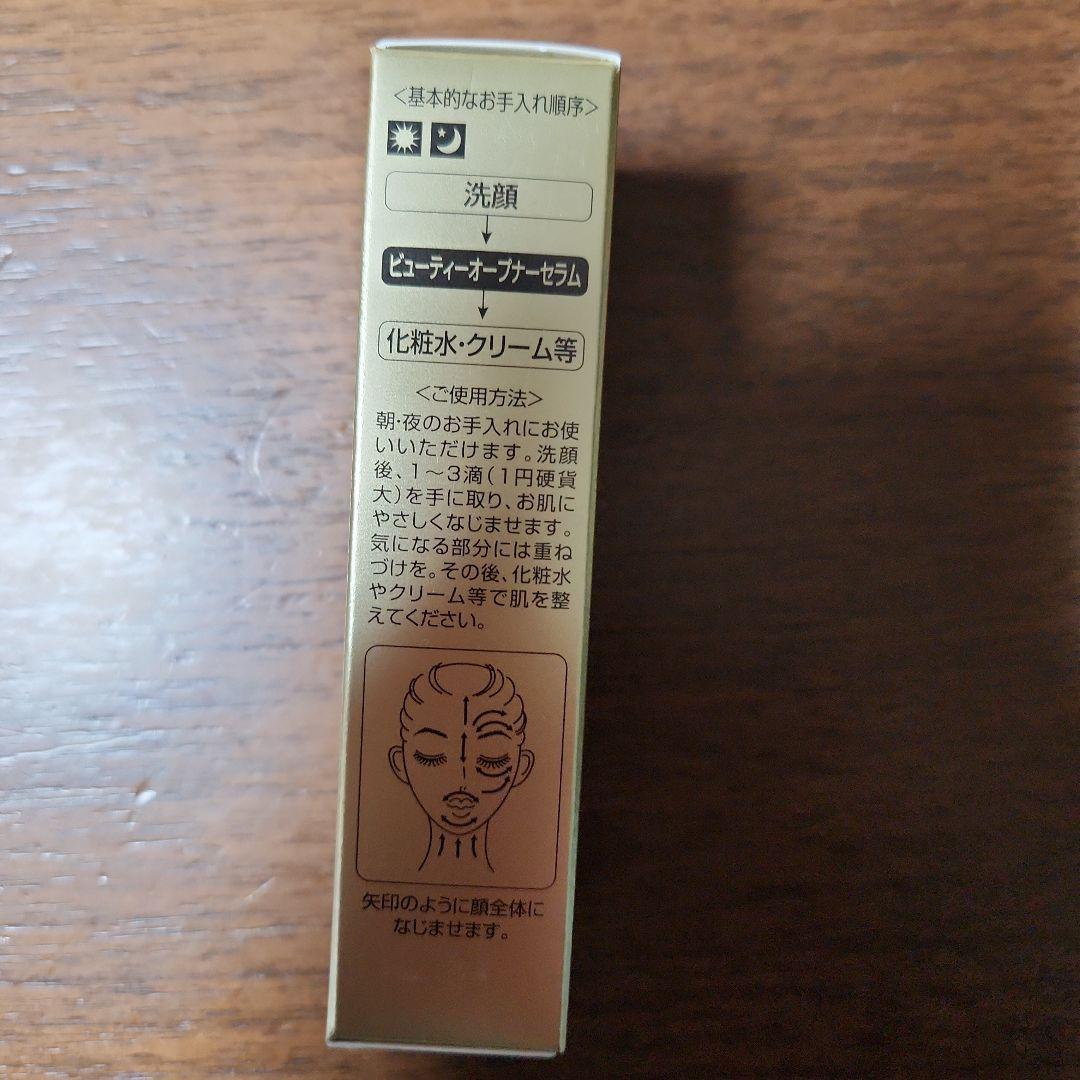 ＜基本的なお手入れ順序＞
洗顔
ビューティーオープナーセラム
化粧水・クリーム等
＜ご使用方法＞
朝・夜のお手入れにお使
いいただけます。洗顔
後、1～3滴（1円硬貨
大）を手に取り、お肌に
やさしくなじませます。
気になる部分には重ね
づけを。その後、化粧水
やクリーム等で肌を整
えてください。
矢印のように顔全体に
なじませます。